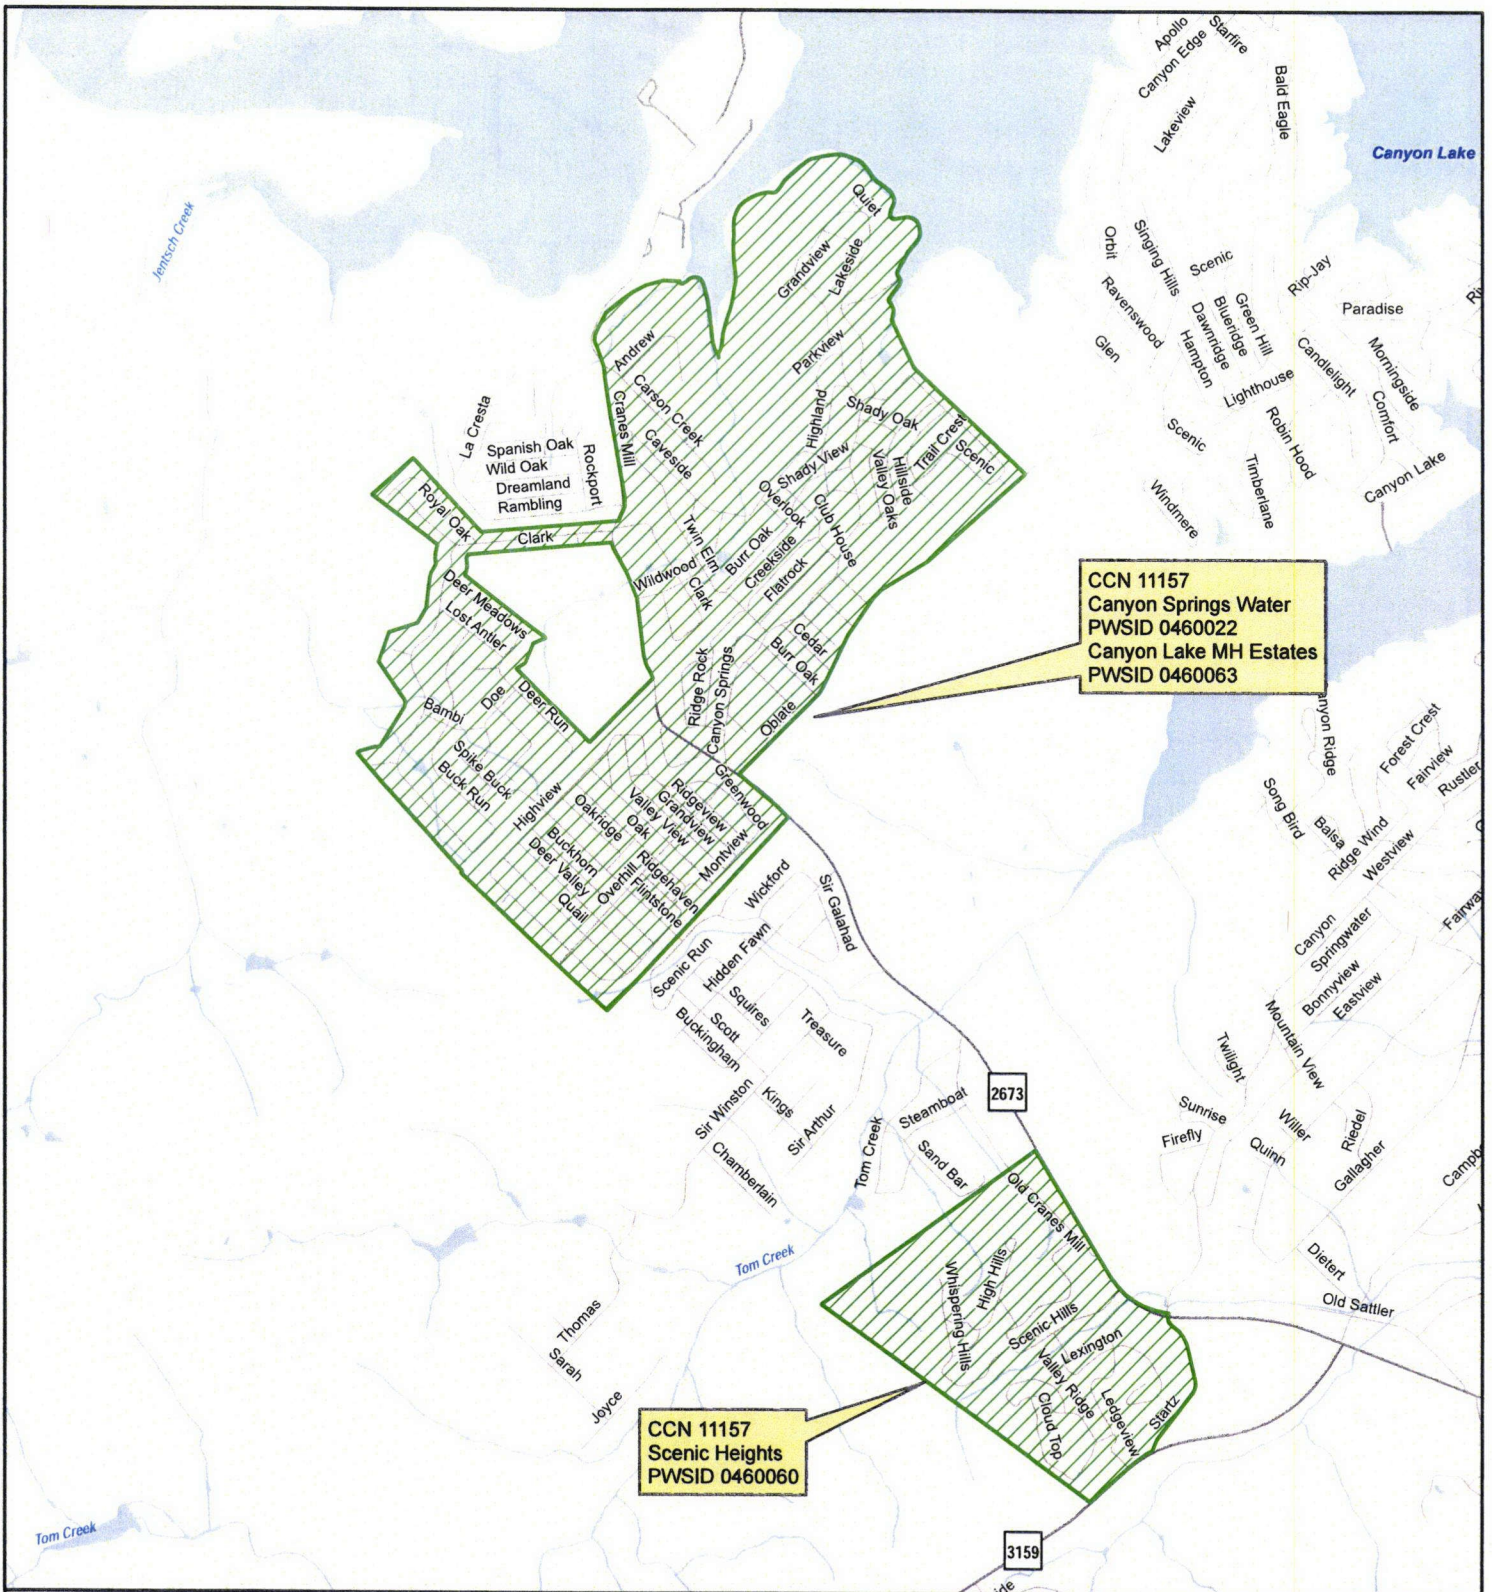 Apollo
Starfire
Canyon Edge
Bald Eagle
Lakeview
Canyon Lake
Jentsch Creek
Quiet
Grandview
Lakeside
Orbit
Singing Hills
Scenic
Rip-Jay
Ravenswood
Green Hill
Blueridge
Dawnridge
Hampton
Paradise
Glen
Parkview
Andrew
Candlelight
Morningside
Lighthouse
Carson Creek
Cranes Mill
Caveside
Highland
Shady Oak
Trail Crest
Scenic
Comfort
Robin Hood
Scenic
La Cresta
Spanish Oak
Wild Oak
Dreamland
Rambling
Rockport
Shady View
Hillside
Valley Oaks
Timberlane
Canyon Lake
Windmere
Royal Oak
Clark
Overlook
Club House
Twin Elm
Burr Oak
Creekside
Flatrock
Wildwood
Clark
Deer Meadows
Lost Antler
CCN 11157
Canyon Springs Water
PWSID 0460022
Canyon Lake MH Estates
PWSID 0460063
Cedar
Burr Oak
Ridge Rock
Canyon Springs
Oblate
Doe
Deer Run
Bambi
Spike Buck
Buck Run
Highview
Greenwood
Ridgeview
Grandview
Valley View
Oak
Oakridge
Montview
Buckhorn
Deer Valley
Quail
Overhill
Ridgehaven
Flintstone
anyon Ridge
Forest Crest
Fairview
Rustler
Song Bird
Balsa
Ridge Wind
Westview
Wickford
Sir Galahad
Fairway
Canyon
Springwater
Bonnyview
Eastview
Scenic Run
Hidden Fawn
Squires
Scott
Buckingham
Treasure
Mountain View
Twilight
Sir Winston
Kings
Sir Arthur
Chamberlain
Steamboat
Sand Bar
Tom Creek
2673
Sunrise
Firefly
Willer
Quinn
Riedel
Gallagher
Campb
Old Cranes Mill
Tom Creek
High Hills
Whispering Hills
Scenic Hills
Lexington
Valley Ridge
Cloud Top
Ledgeview
Startz
Dietert
Old Sattler
Thomas
Sarah
Joyce
CCN 11157
Scenic Heights
PWSID 0460060
Tom Creek
3159